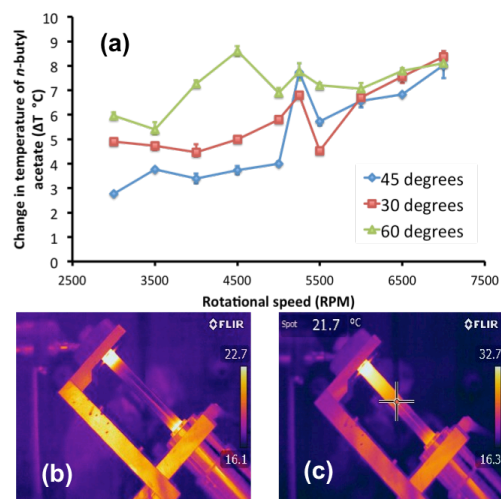 (a)
Change in temperature of n-butyl
acetate (ΔT °C)
10
9
8
7
6
5
4
3
2
1
0
2500
3500
4500
5500
6500
7500
Rotational speed (RPM)
45 degrees
30 degrees
60 degrees
(b)
FLIR
22.7
16.1
(c)
Spot 21.7 ºC
FLIR
32.7
16.3